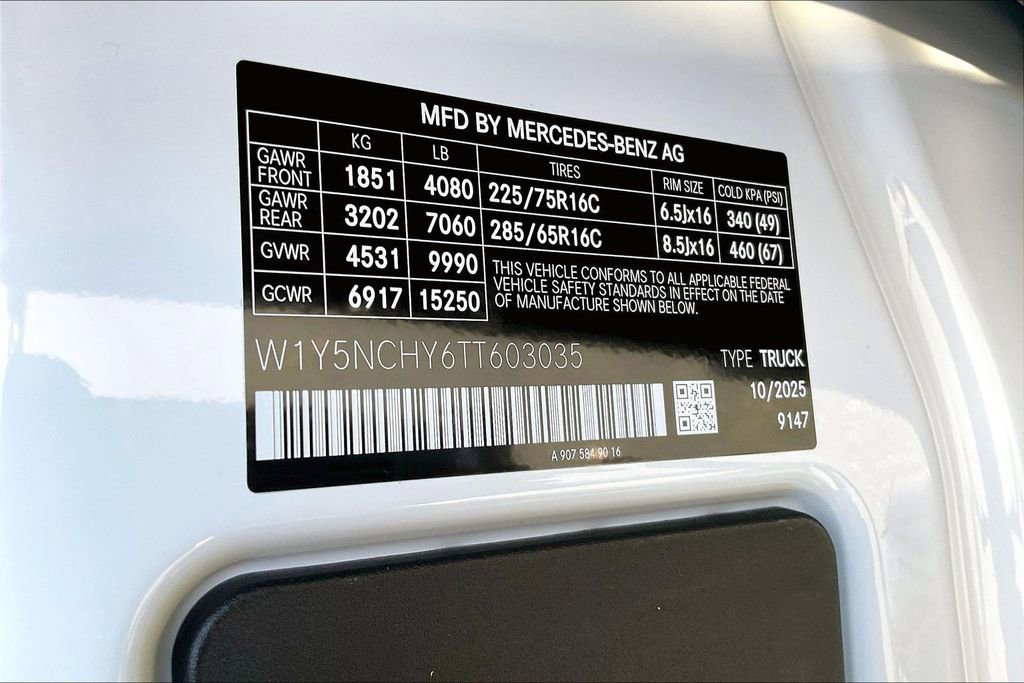 MFD BY MERCEDES-BENZ AG
KG LB TIRES RIM SIZE COLD KPA (PSI)
GAWR FRONT 1851 4080 225/75R16C 6.5Jx16 340 (49)
GAWR REAR 3202 7060 285/65R16C 8.5Jx16 460 (67)
GVWR 4531 9990
GCWR 6917 15250
THIS VEHICLE CONFORMS TO ALL APPLICABLE FEDERAL
VEHICLE SAFETY STANDARDS IN EFFECT ON THE DATE
OF MANUFACTURE SHOWN BELOW.
W1Y5NCHY6TT603035 TYPE TRUCK
10/2025
9147
A 907 584 90 16